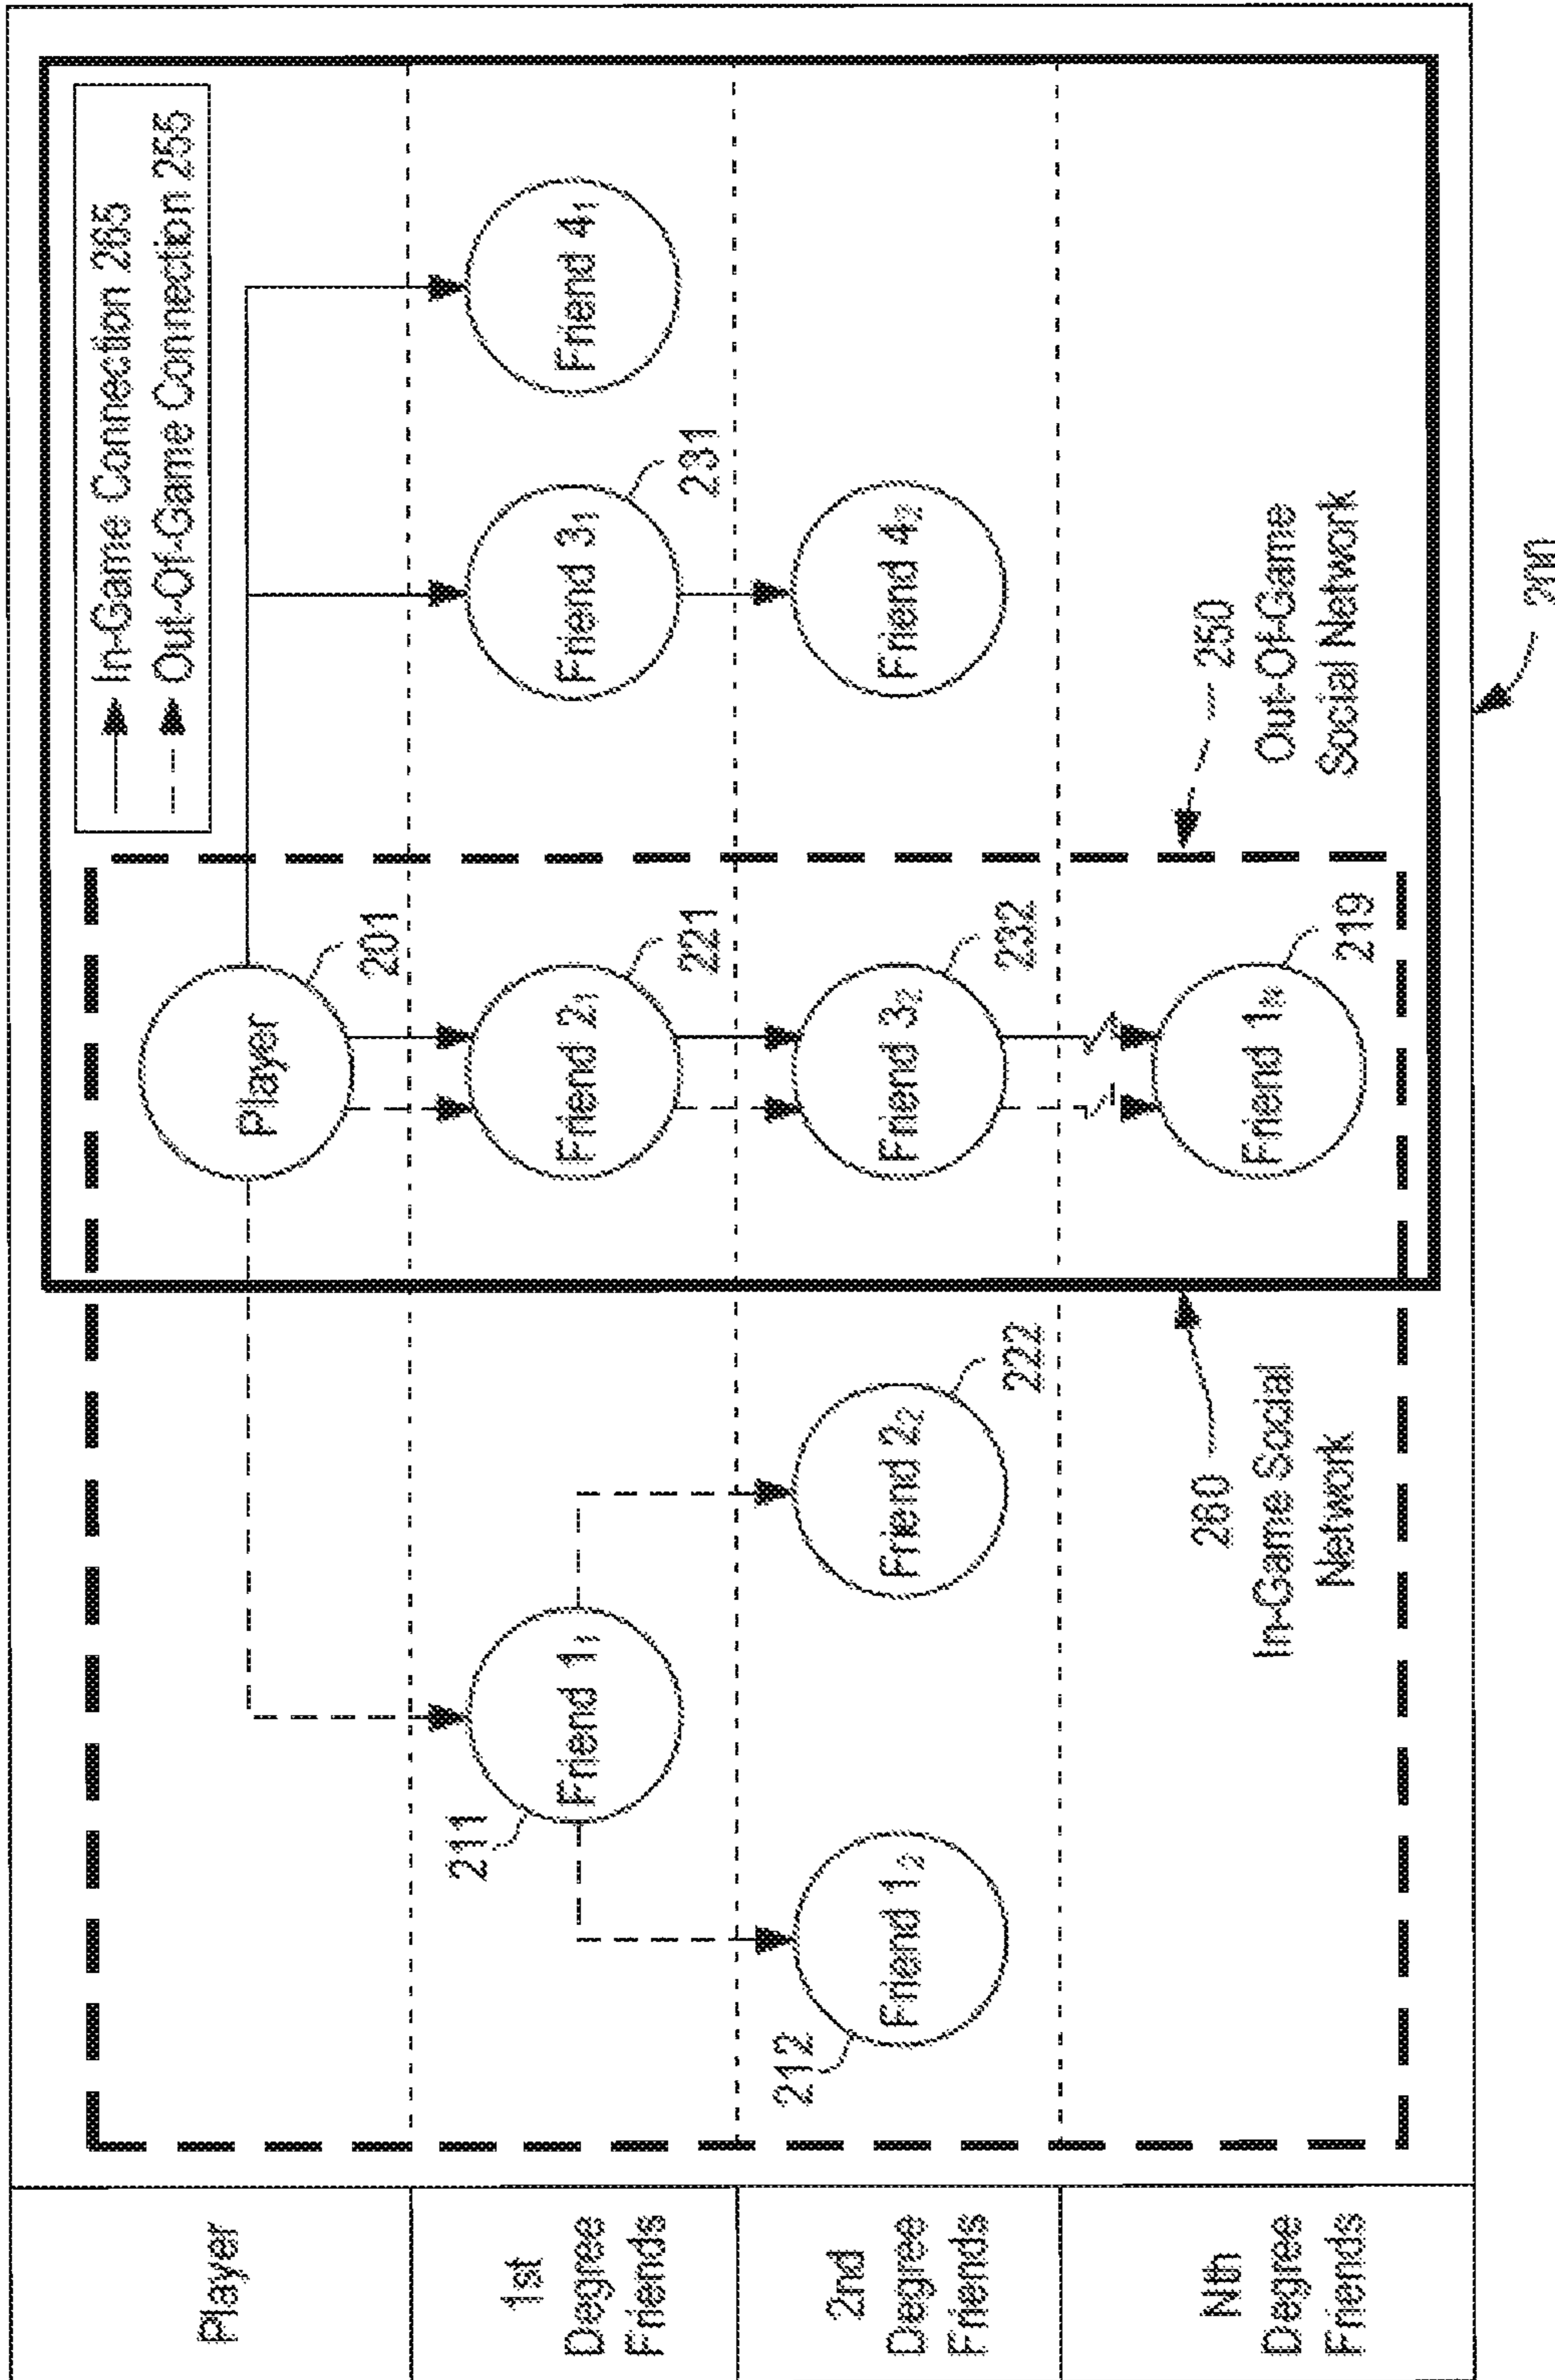 Player
1st
Degree
Friends
2nd
Degree
Friends
Nth
Degree
Friends
In-Game Connection 265
Out-Of-Game Connection 255
Player
201
211
Friend 1₁
Friend 2₁
221
Friend 3₁
231
Friend 4₁
212
Friend 1₂
Friend 2₂
222
Friend 3₂
232
Friend 4₂
260
In-Game Social
Network
Friend 1ₙ
219
250
Out-Of-Game
Social Network
200